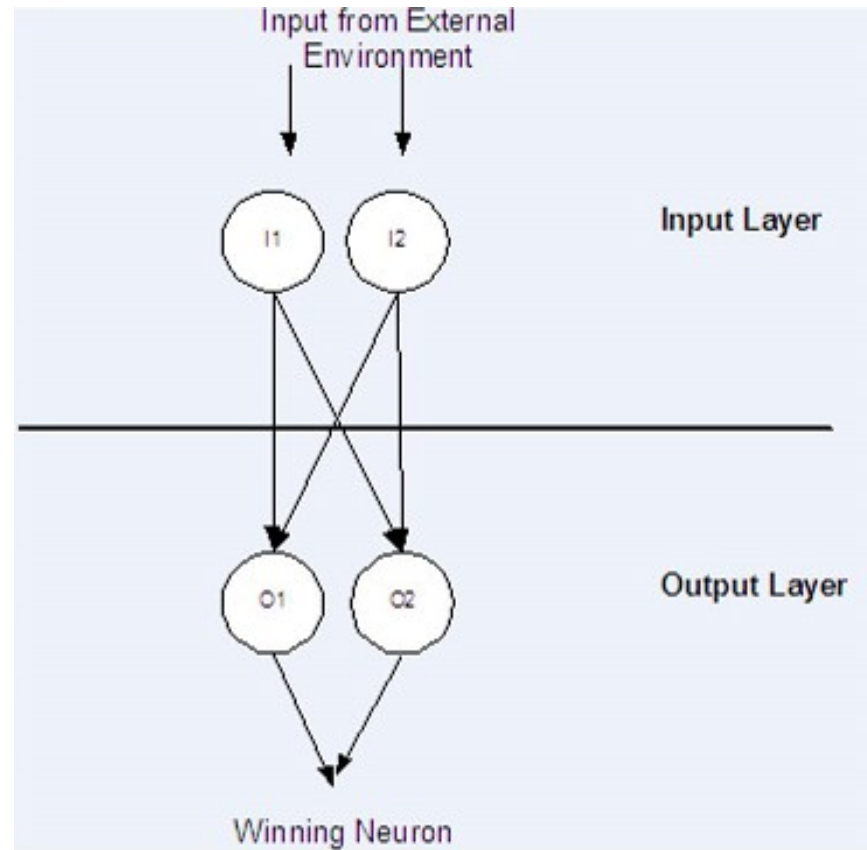 Input from External
Environment
I1
I2
Input Layer
O1
O2
Output Layer
Winning Neuron